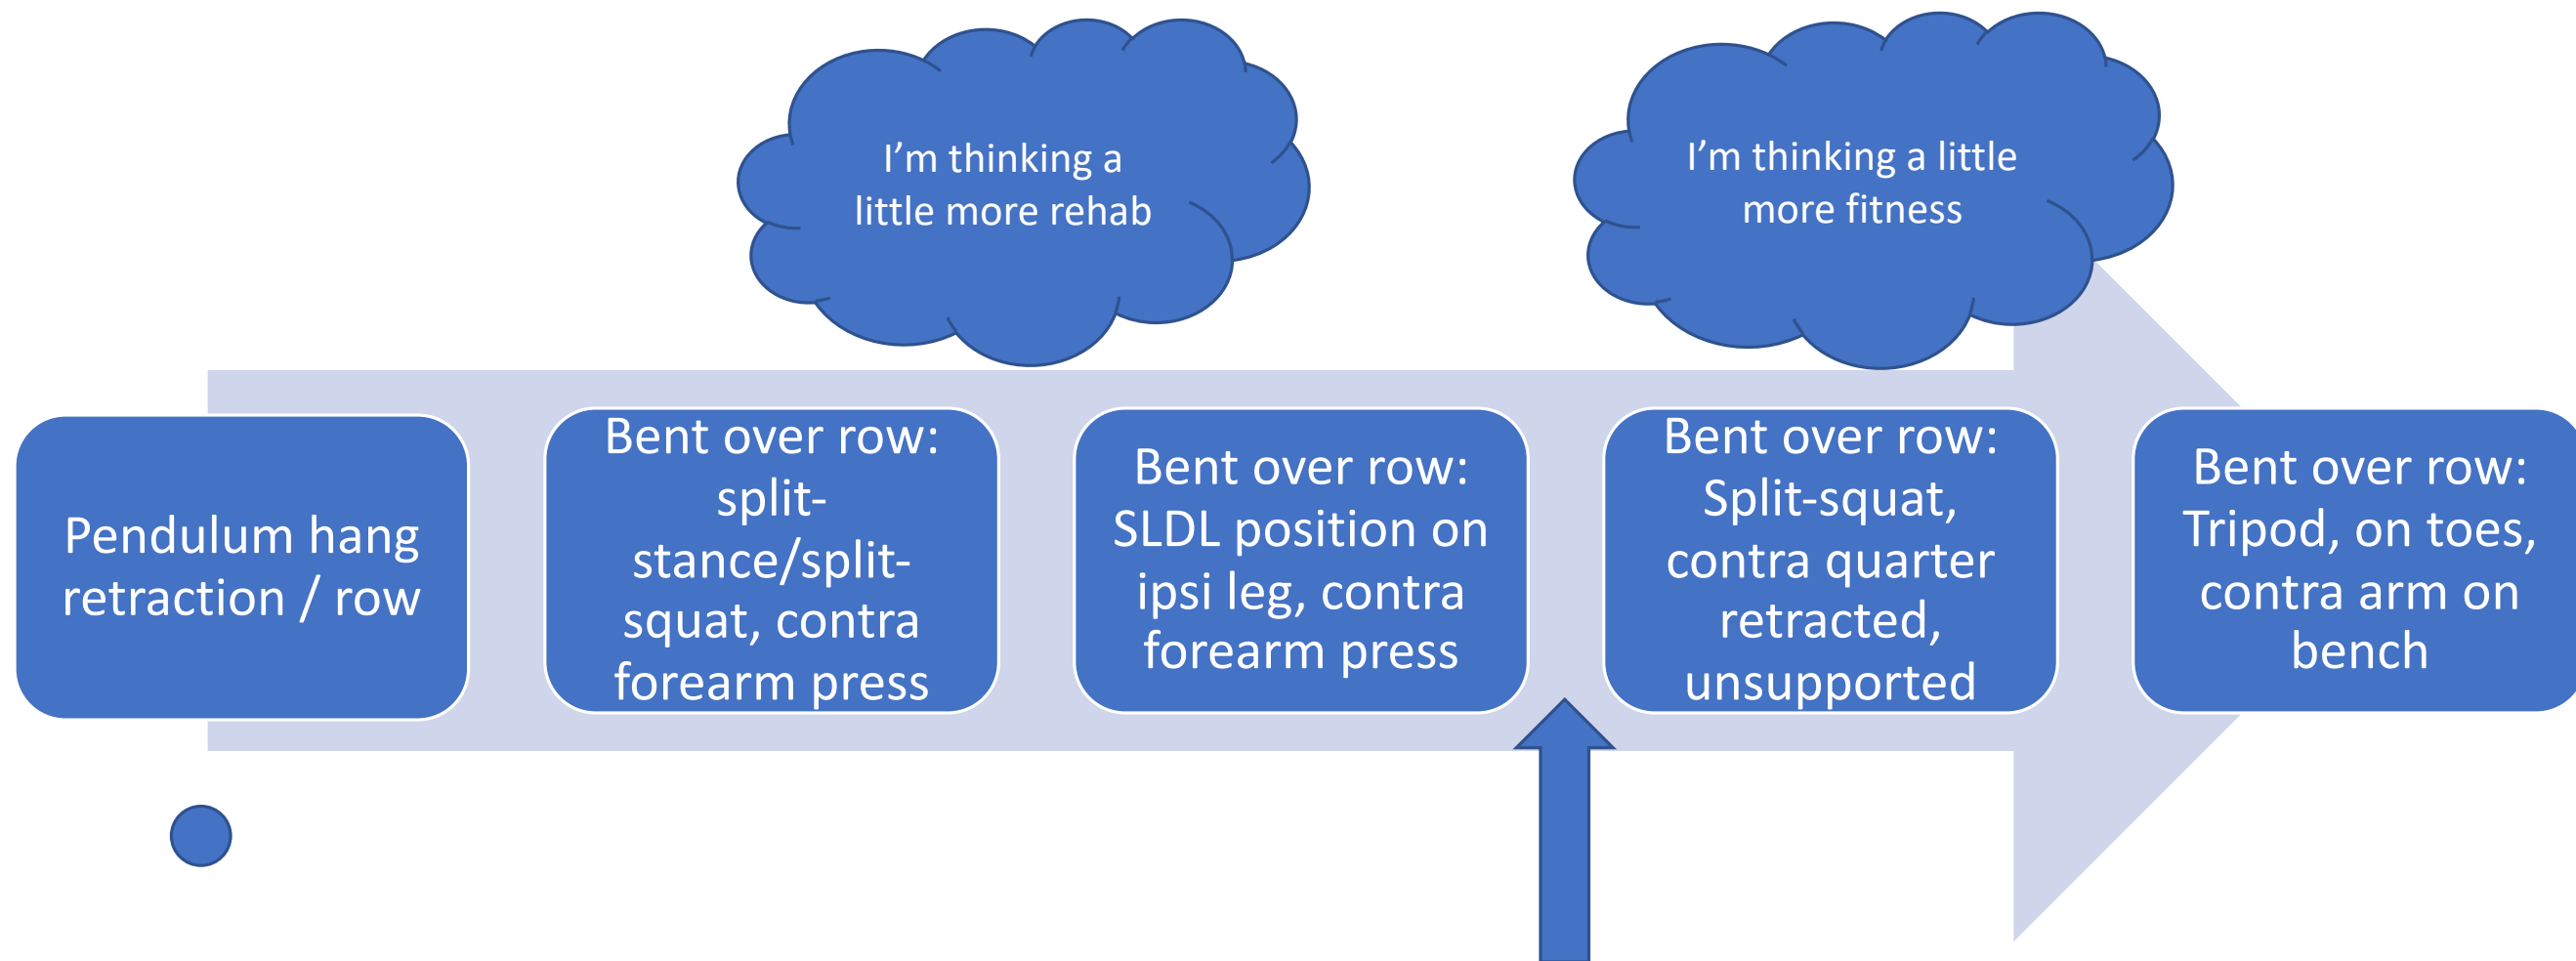 I’m thinking a
little more rehab
I’m thinking a little
more fitness
Pendulum hang
retraction / row
Bent over row:
split-
stance/split-
squat, contra
forearm press
Bent over row:
SLDL position on
ipsi leg, contra
forearm press
Bent over row:
Split-squat,
contra quarter
retracted,
unsupported
Bent over row:
Tripod, on toes,
contra arm on
bench